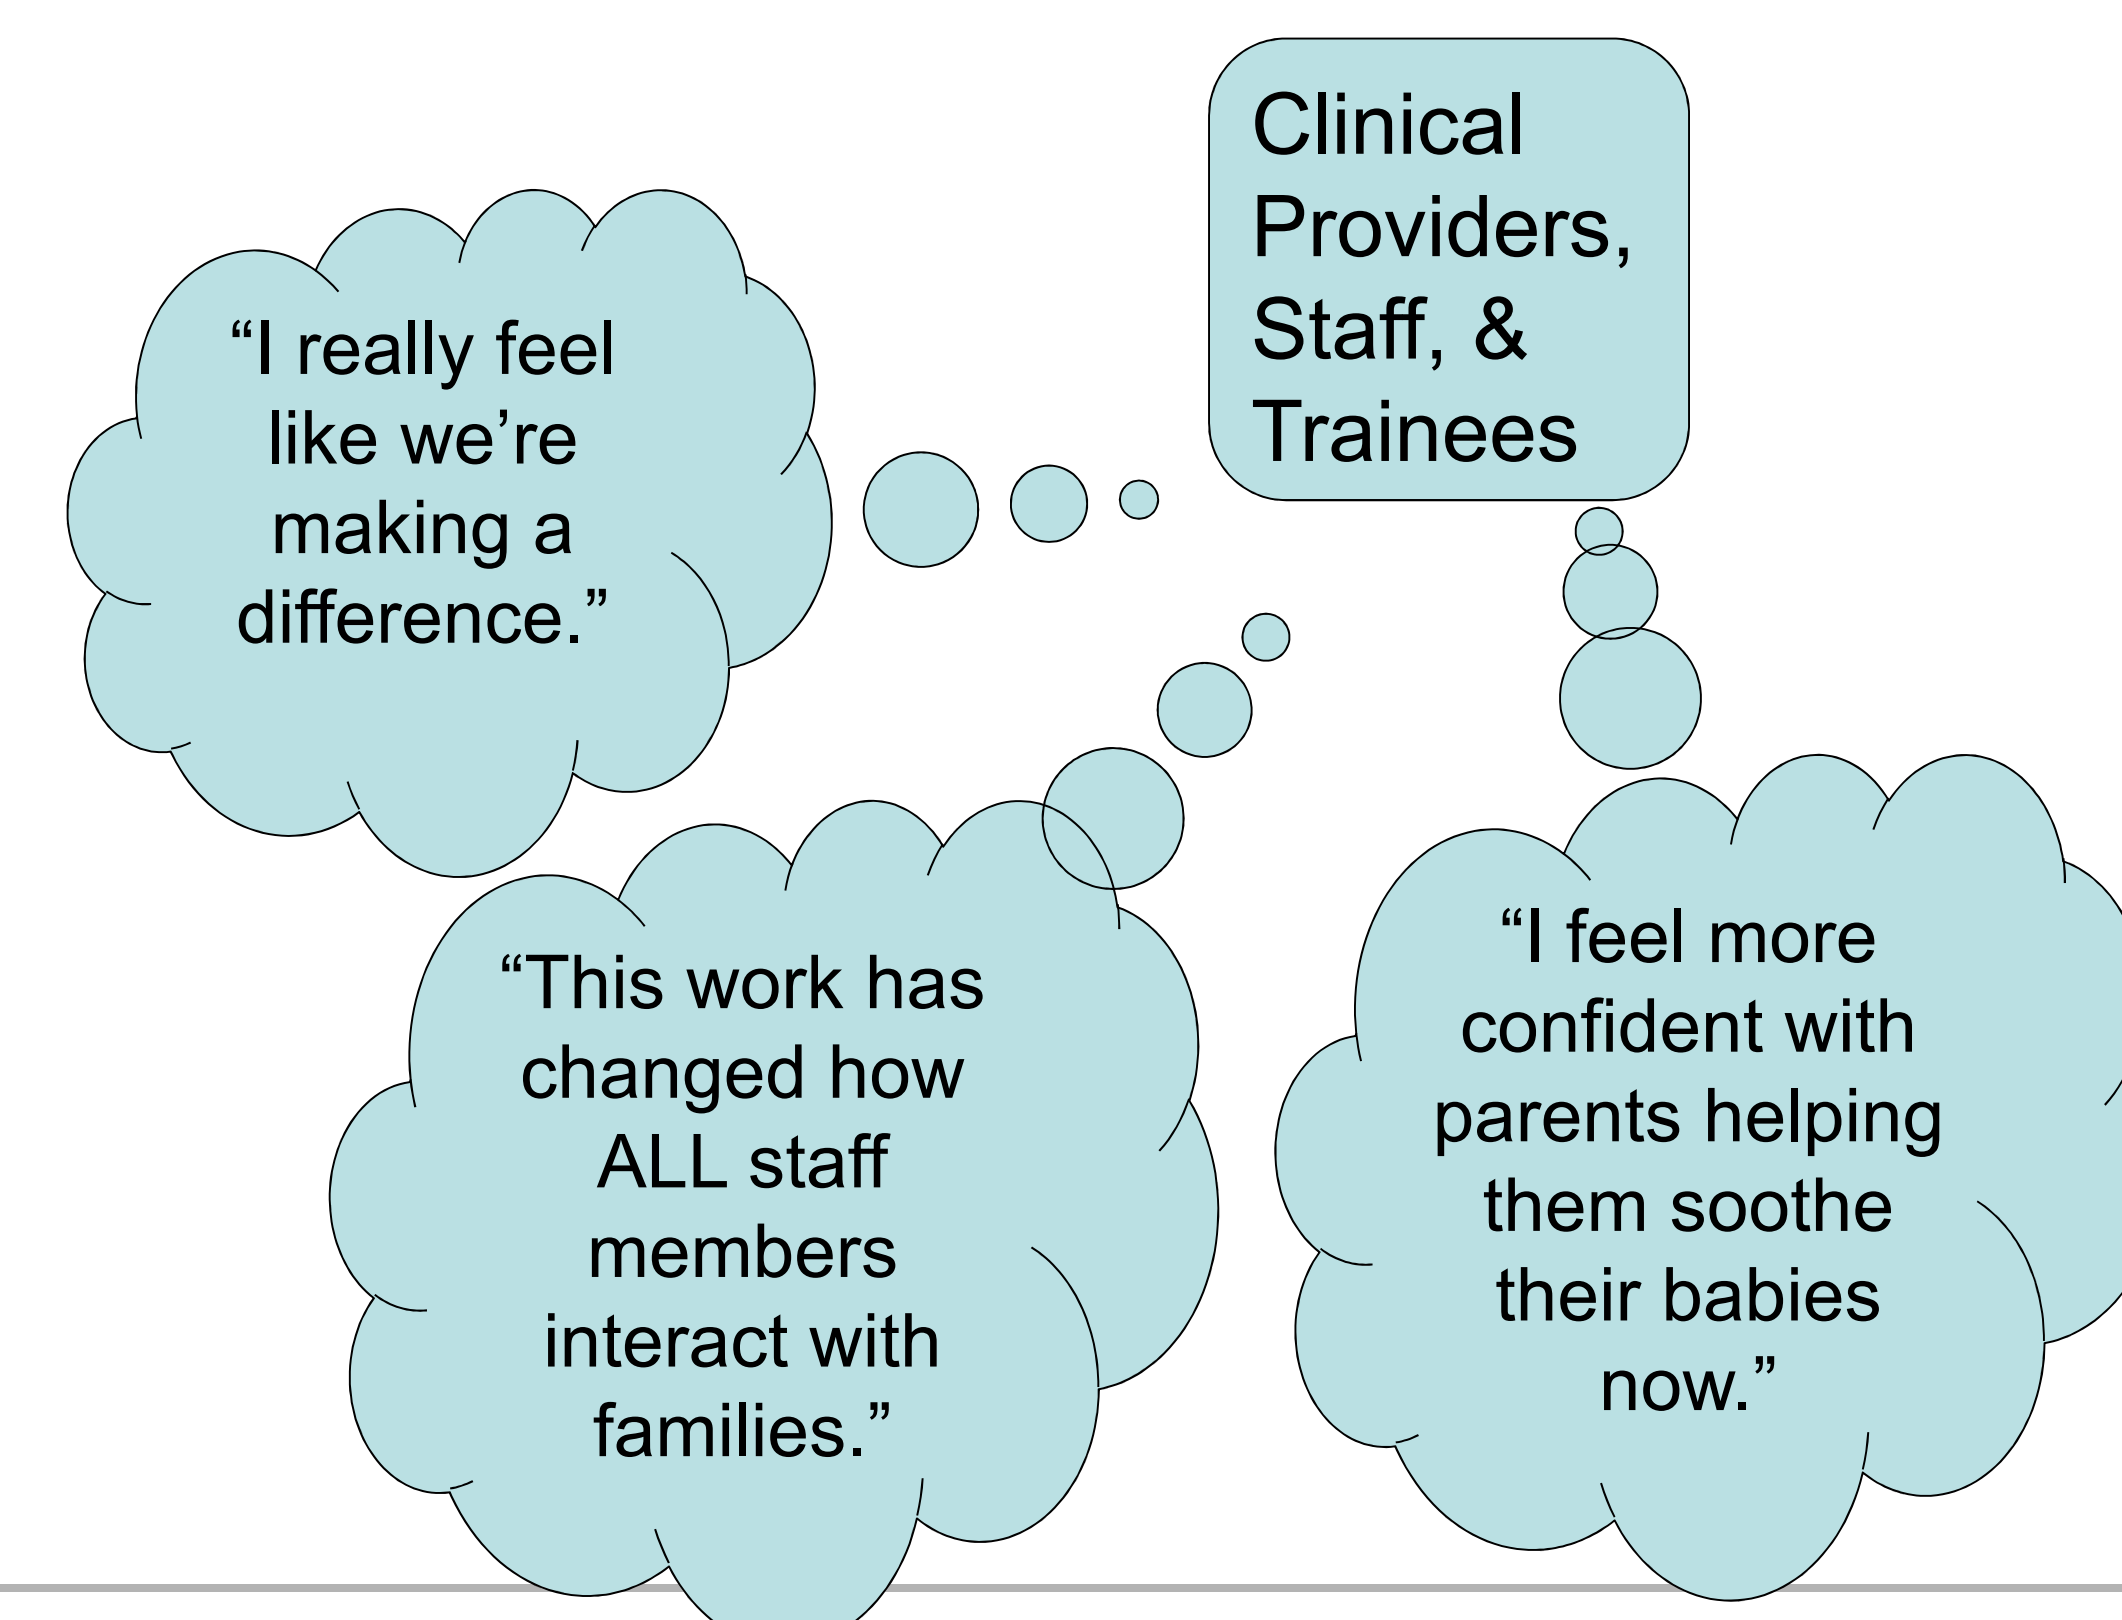 Clinical
Providers,
Staff, &
Trainees
“I really feel
like we’re
making a
difference.”
“This work has
changed how
ALL staff
members
interact with
families.”
“I feel more
confident with
parents helping
them soothe
their babies
now.”